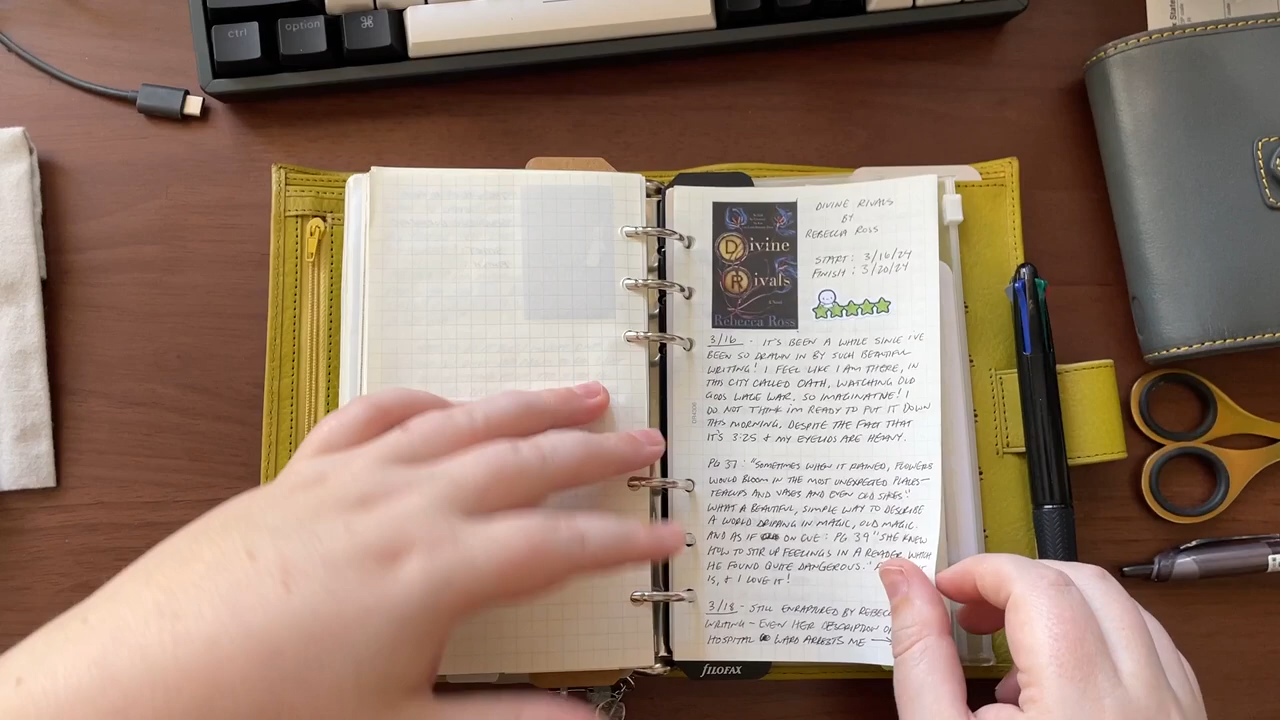 ctrl
option
⌘
Divine
Rivals
Rebecca Ross
DIVINE RIVALS
BY
REBECCA ROSS
START: 3/16/24
FINISH: 3/20/24
3/16 - IT'S BEEN A WHILE SINCE I'VE
BEEN SO DRAWN IN BY SUCH BEAUTIFUL
WRITING! I FEEL LIKE I AM THERE, IN
THIS CITY CALLED OATH, WATCHING OLD
GODS WAGE WAR. SO IMAGINATIVE! I
DO NOT THINK I'M READY TO PUT IT DOWN
THIS MORNING, DESPITE THE FACT THAT
IT'S 3:25 & MY EYELIDS ARE HEAVY.
PG 37: "SOMETIMES WHEN IT RAINED, FLOWERS
WOULD BLOOM IN THE MOST UNEXPECTED PLACES—
TEACUPS AND VASES AND EVEN OLD SHOES."
WHAT A BEAUTIFUL, SIMPLE WAY TO DESCRIBE
A WORLD DRIPPING IN MAGIC, OLD MAGIC.
AND AS IF ON CUE: PG 39 "SHE KNEW
HOW TO STIR UP FEELINGS IN A READER WHICH
HE FOUND QUITE DANGEROUS."
IS, & I LOVE IT!
3/18 - STILL ENRAPTURED BY REBECC
WRITING - EVEN HER DESCRIPTION O
HOSPITAL WARD ARRESTS ME →
filofax